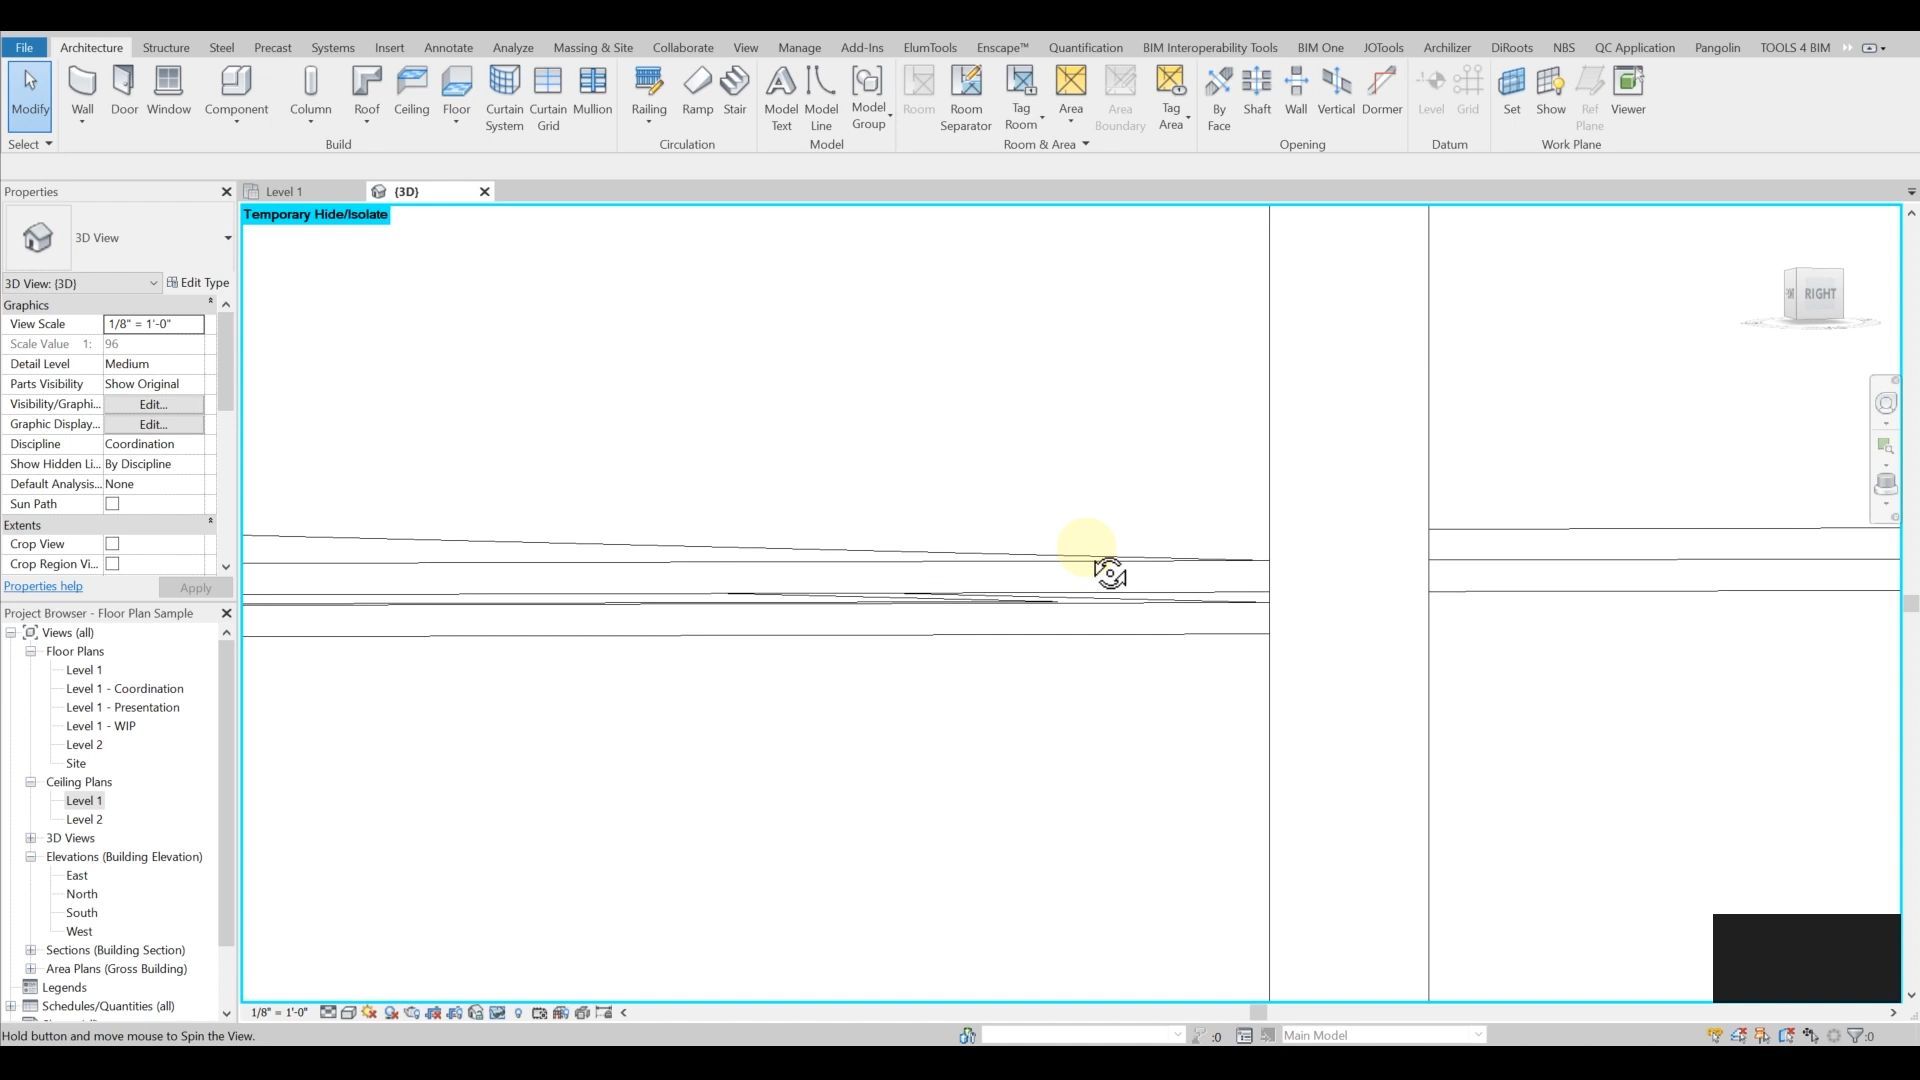 File Architecture Structure Steel Precast Systems Insert Annotate Analyze Massing & Site Collaborate View Manage Add-Ins ElumTools Enscape™ Quantification BIM Interoperability Tools BIM One JOTools Archilizer DiRoots NBS QC Application Pangolin TOOLS 4 BIM
Modify Wall Door Window Component Column Roof Ceiling Floor Curtain System Curtain Grid Mullion Railing Ramp Stair Model Text Model Line Model Group Room Room Separator Tag Room Area Area Boundary Tag Area By Face Shaft Wall Vertical Dormer Level Grid Set Show Ref Plane Viewer
Select Build Circulation Model Room & Area Opening Datum Work Plane
Properties
Level 1
{3D}
Temporary Hide/Isolate
3D View
3D View: {3D} Edit Type
Graphics
View Scale 1/8" = 1'-0"
Scale Value 1: 96
Detail Level Medium
Parts Visibility Show Original
Visibility/Graphi... Edit...
Graphic Display... Edit...
Discipline Coordination
Show Hidden Li... By Discipline
Default Analysis... None
Sun Path
Extents
Crop View
Crop Region Vi...
Properties help Apply
Project Browser - Floor Plan Sample
Views (all)
Floor Plans
Level 1
Level 1 - Coordination
Level 1 - Presentation
Level 1 - WIP
Level 2
Site
Ceiling Plans
Level 1
Level 2
3D Views
Elevations (Building Elevation)
East
North
South
West
Sections (Building Section)
Area Plans (Gross Building)
Legends
Schedules/Quantities (all)
RIGHT
1/8" = 1'-0"
Hold button and move mouse to Spin the View.
:0
Main Model
:0